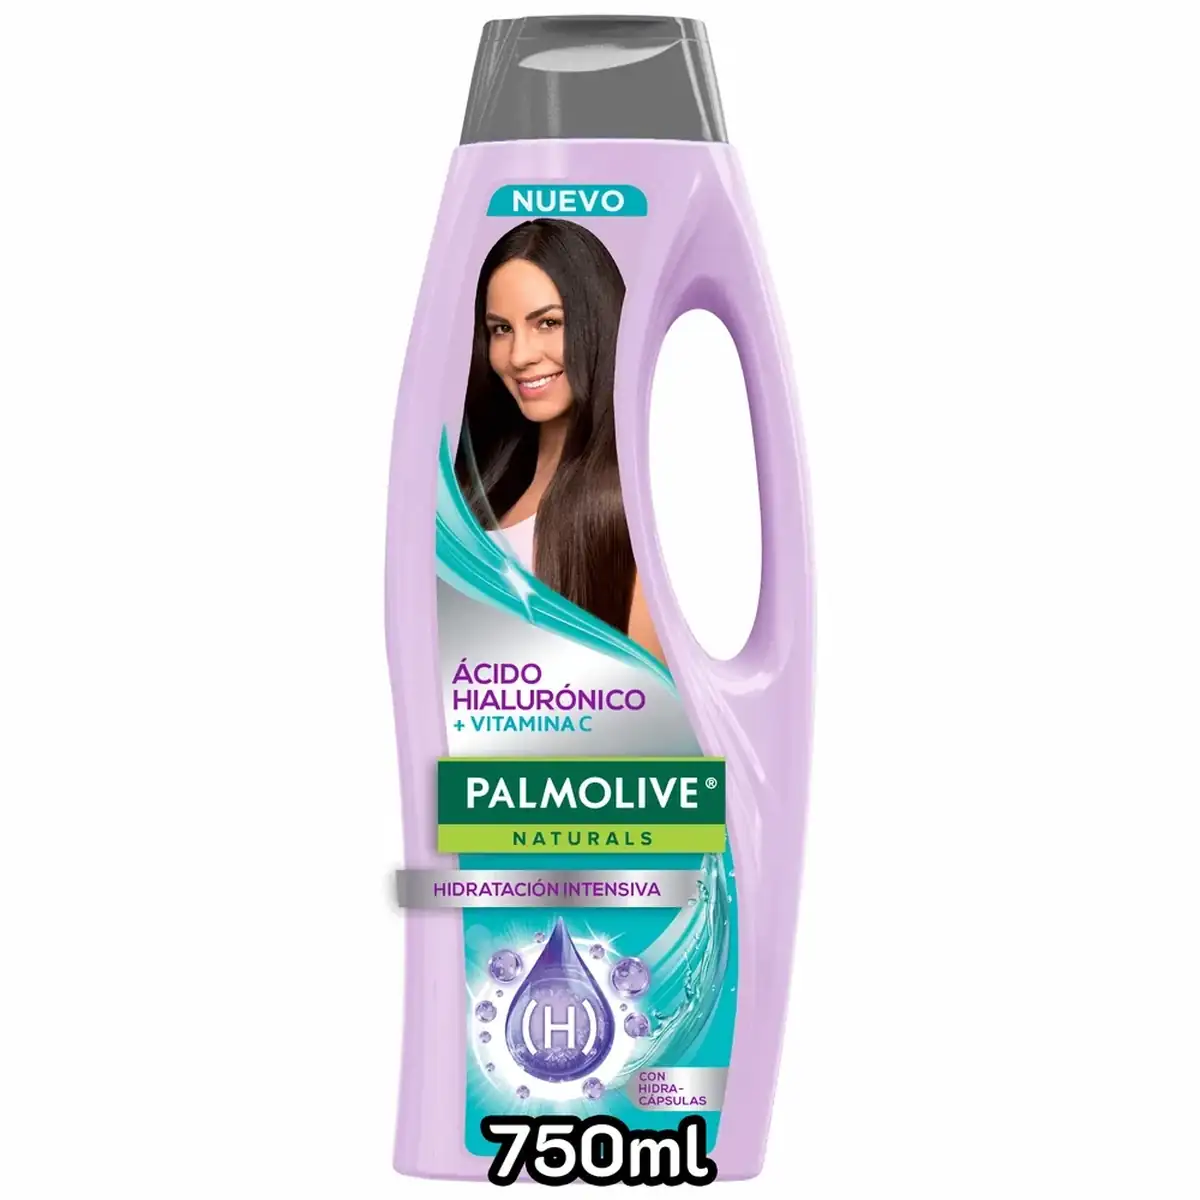 NUEVO
ÁCIDO
HIALURÓNICO
+ VITAMINA C
PALMOLIVE®
NATURALS
HIDRATACIÓN INTENSIVA
(H)
CON
HIDRA-
CÁPSULAS
750ml